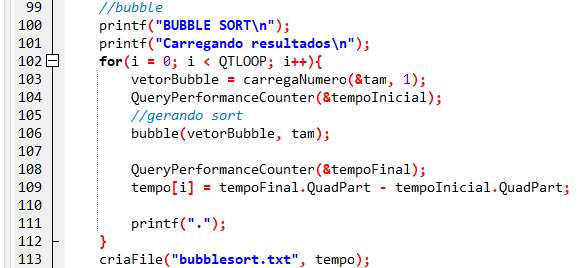 99 //bubble
100 printf("BUBBLE SORT\n");
101 printf("Carregando resultados\n");
102 for(i = 0; i < QTLOOP; i++){
103 vetorBubble = carregaNumero(&tam, 1);
104 QueryPerformanceCounter(&tempoInicial);
105 //gerando sort
106 bubble(vetorBubble, tam);
107
108 QueryPerformanceCounter(&tempoFinal);
109 tempo[i] = tempoFinal.QuadPart - tempoInicial.QuadPart;
110
111 printf(".");
112 }
113 criaFile("bubblesort.txt", tempo);